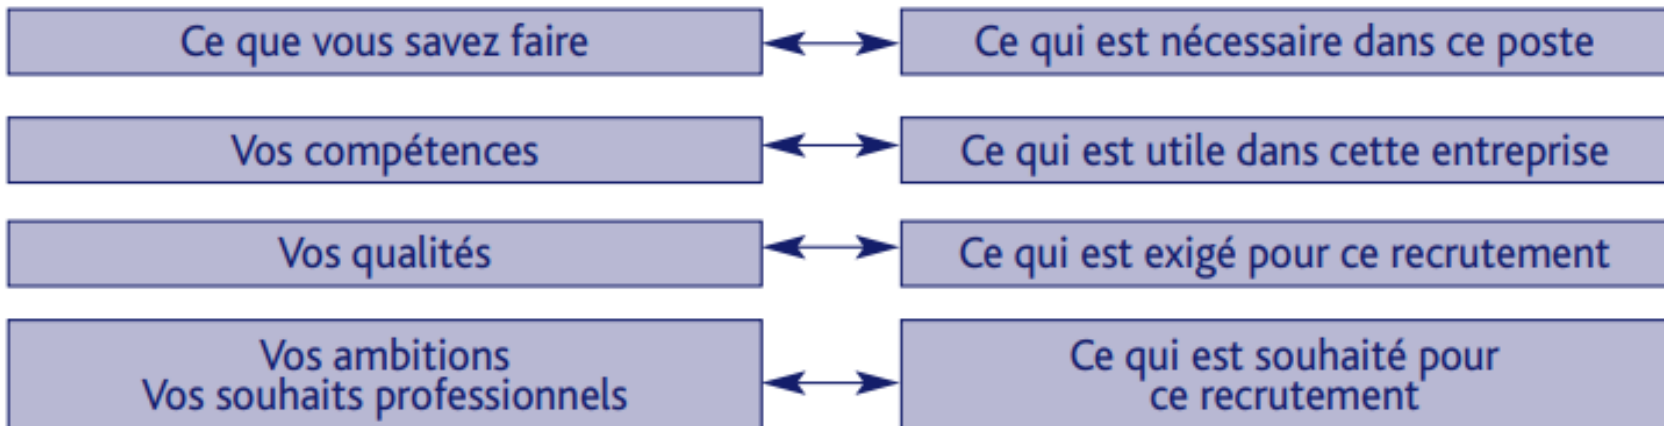 Ce que vous savez faire
Ce qui est nécessaire dans ce poste
Vos compétences
Ce qui est utile dans cette entreprise
Vos qualités
Ce qui est exigé pour ce recrutement
Vos ambitions
Vos souhaits professionnels
Ce qui est souhaité pour
ce recrutement